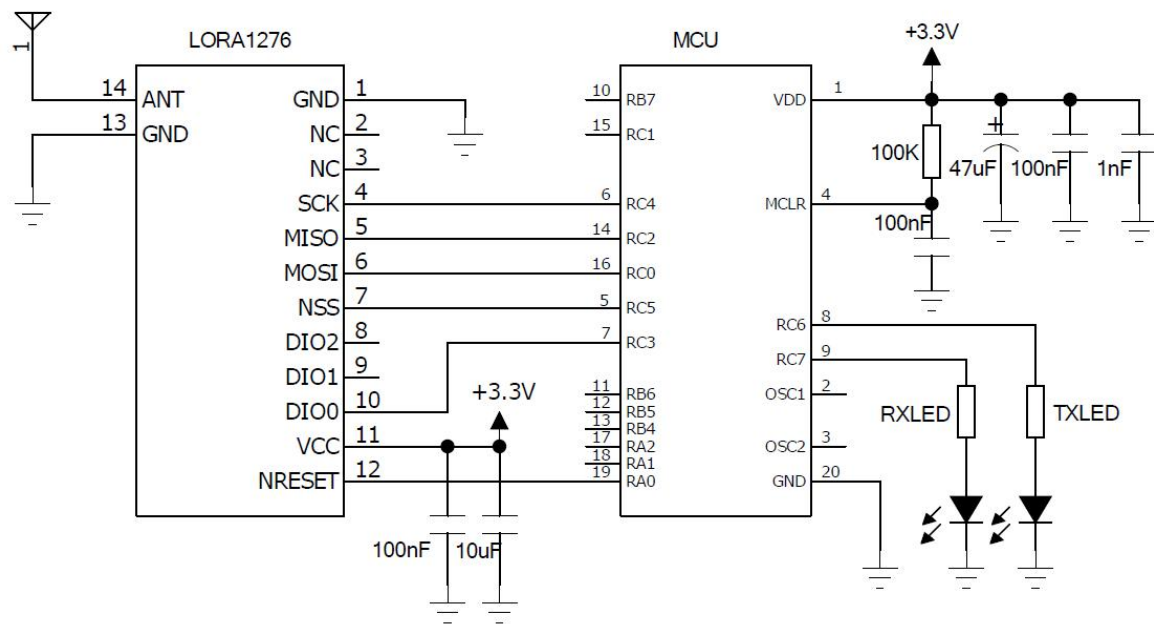 LORA1276
MCU
+3.3V
1
14
ANT
GND
1
10
RB7
VDD
1
13
GND
NC
2
15
RC1
NC
3
100K
47uF
+
100nF
1nF
SCK
4
6
RC4
MCLR
4
MISO
5
14
RC2
100nF
MOSI
6
16
RC0
NSS
7
5
RC5
RC6
8
DIO2
8
7
RC3
RC7
9
DIO1
9
+3.3V
11
RB6
OSC1
2
DIO0
10
12
RB5
RXLED
TXLED
13
RB4
VCC
11
17
RA2
OSC2
3
18
RA1
NRESET
12
19
RA0
GND
20
100nF
10uF